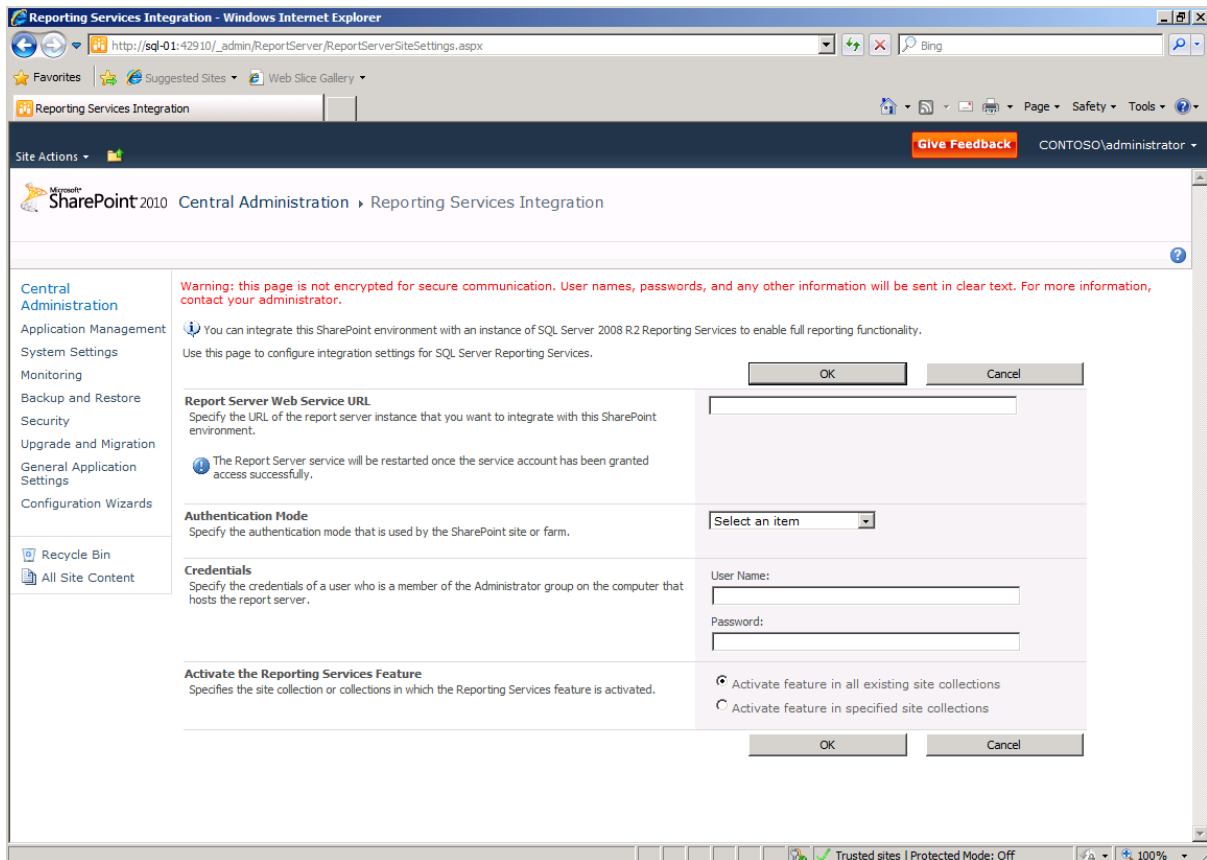 Reporting Services Integration - Windows Internet Explorer
http://sql-01:42910/_admin/ReportServer/ReportServerSiteSettings.aspx
Bing
Favorites
Suggested Sites
Web Slice Gallery
Reporting Services Integration
Page
Safety
Tools
Site Actions
Give Feedback
CONTOSO\administrator
Microsoft
SharePoint 2010
Central Administration
Reporting Services Integration
Central
Administration
Application Management
System Settings
Monitoring
Backup and Restore
Security
Upgrade and Migration
General Application
Settings
Configuration Wizards
Recycle Bin
All Site Content
Warning: this page is not encrypted for secure communication. User names, passwords, and any other information will be sent in clear text. For more information,
contact your administrator.
You can integrate this SharePoint environment with an instance of SQL Server 2008 R2 Reporting Services to enable full reporting functionality.
Use this page to configure integration settings for SQL Server Reporting Services.
OK
Cancel
Report Server Web Service URL
Specify the URL of the report server instance that you want to integrate with this SharePoint
environment.
The Report Server service will be restarted once the service account has been granted
access successfully.
Authentication Mode
Specify the authentication mode that is used by the SharePoint site or farm.
Select an item
Credentials
Specify the credentials of a user who is a member of the Administrator group on the computer that
hosts the report server.
User Name:
Password:
Activate the Reporting Services Feature
Specifies the site collection or collections in which the Reporting Services feature is activated.
Activate feature in all existing site collections
Activate feature in specified site collections
OK
Cancel
Trusted sites | Protected Mode: Off
100%